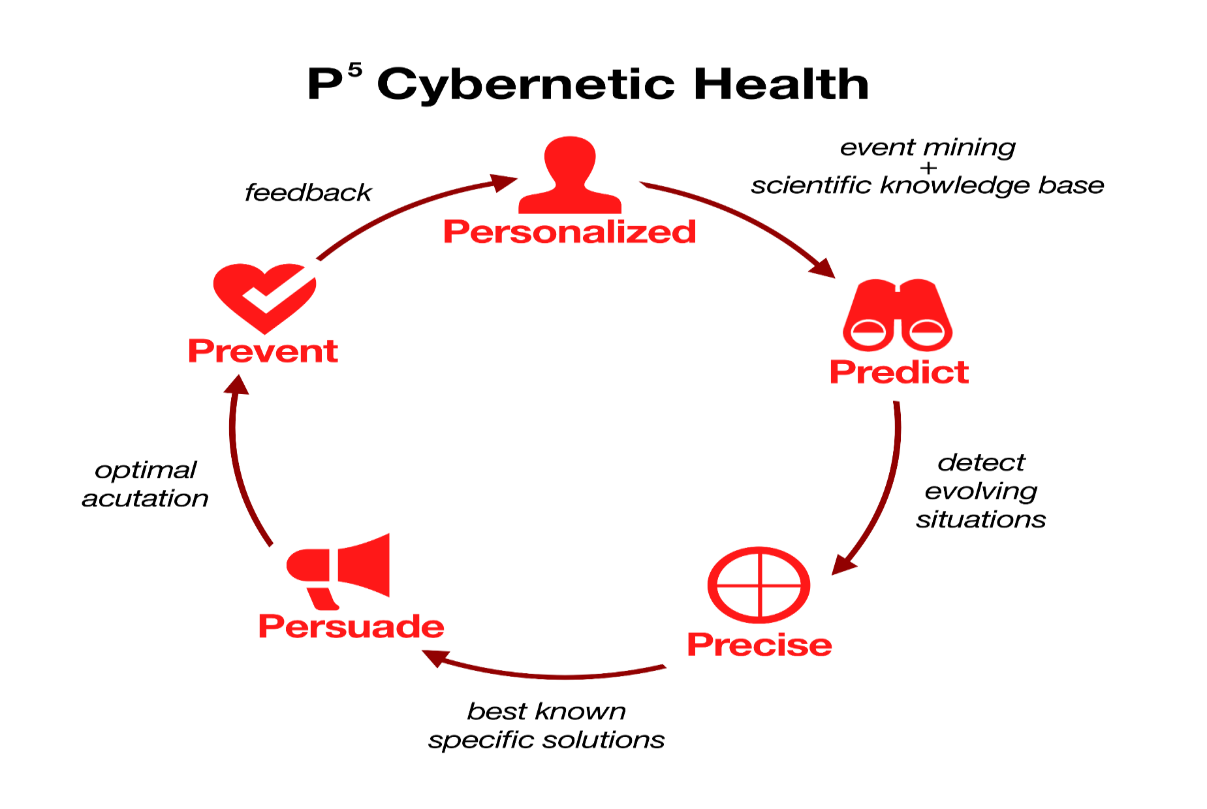 P⁵ Cybernetic Health
event mining
+
scientific knowledge base
feedback
Personalized
Prevent
Predict
optimal
acutation
detect
evolving
situations
Persuade
Precise
best known
specific solutions